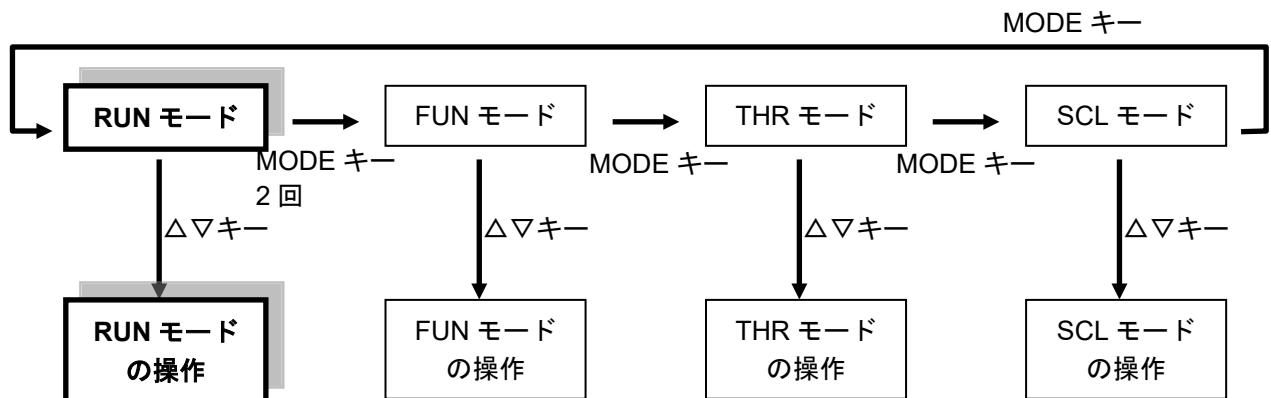 MODE キー
RUN モード
FUN モード
THR モード
SCL モード
MODE キー
2 回
MODE キー
MODE キー
△▽キー
△▽キー
△▽キー
△▽キー
RUN モード
の操作
FUN モード
の操作
THR モード
の操作
SCL モード
の操作